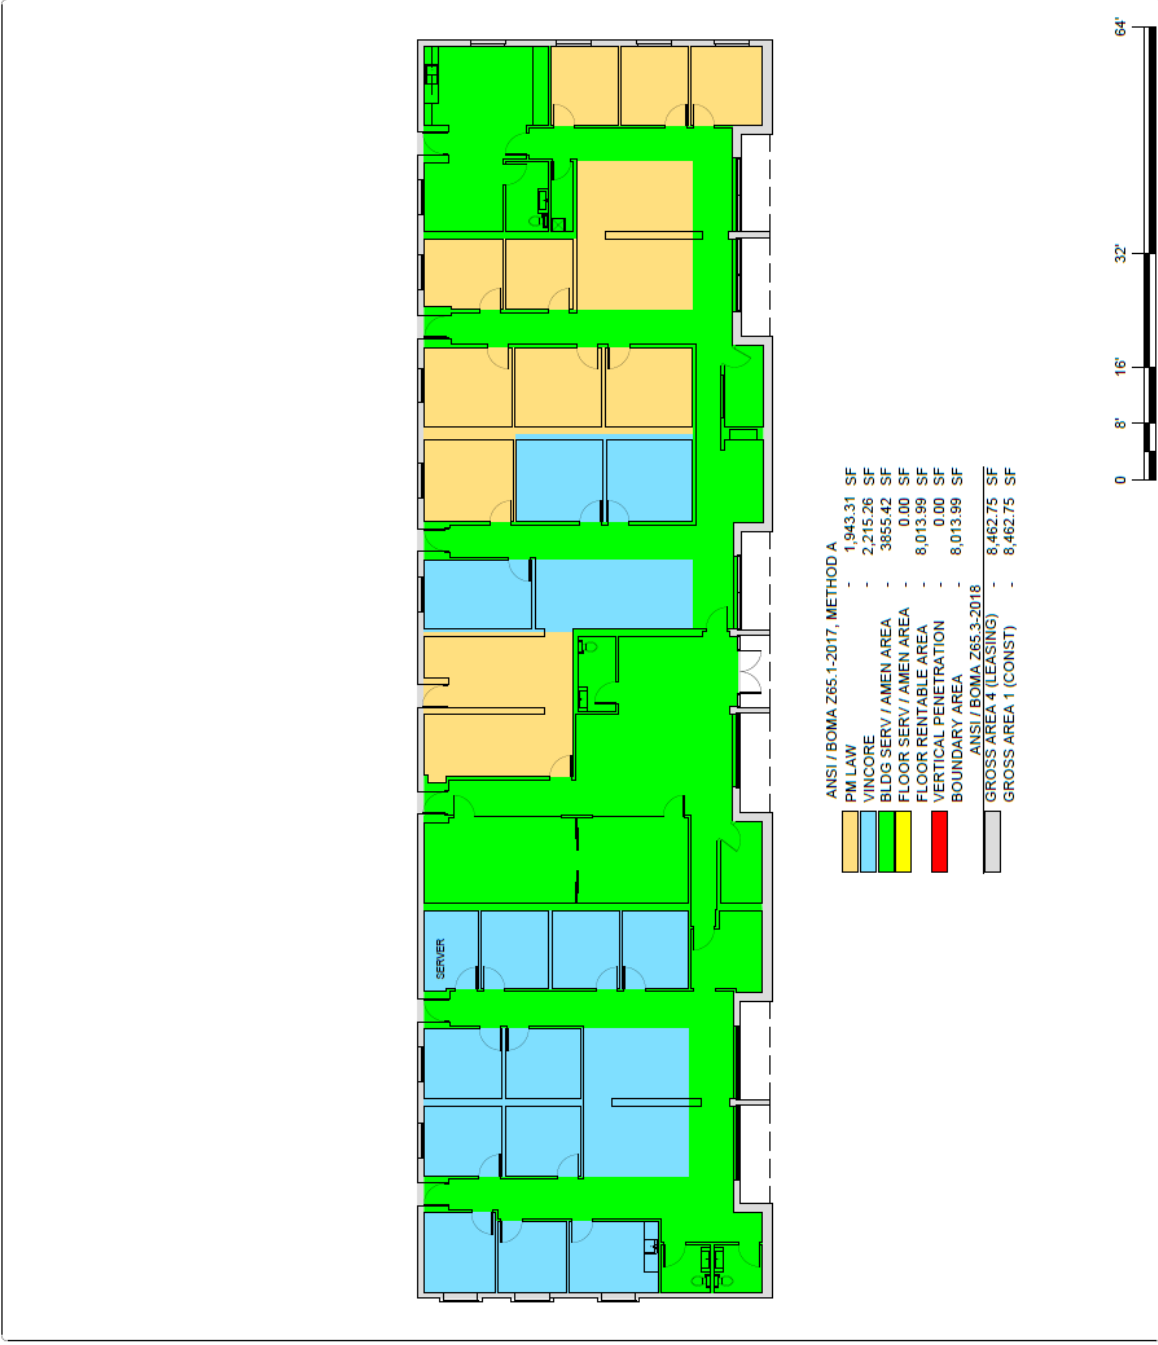 SERVER
ANSI / BOMA Z65.1-2017, METHOD A
PM LAW - 1,943.31 SF
VINCORE - 2,215.26 SF
BLDG SERV / AMEN AREA - 3855.42 SF
FLOOR SERV / AMEN AREA - 0.00 SF
FLOOR RENTABLE AREA - 8,013.99 SF
VERTICAL PENETRATION - 0.00 SF
BOUNDARY AREA - 8,013.99 SF
ANSI / BOMA Z65.3-2018
GROSS AREA 4 (LEASING) - 8,462.75 SF
GROSS AREA 1 (CONST) - 8,462.75 SF
0 8' 16' 32' 64'